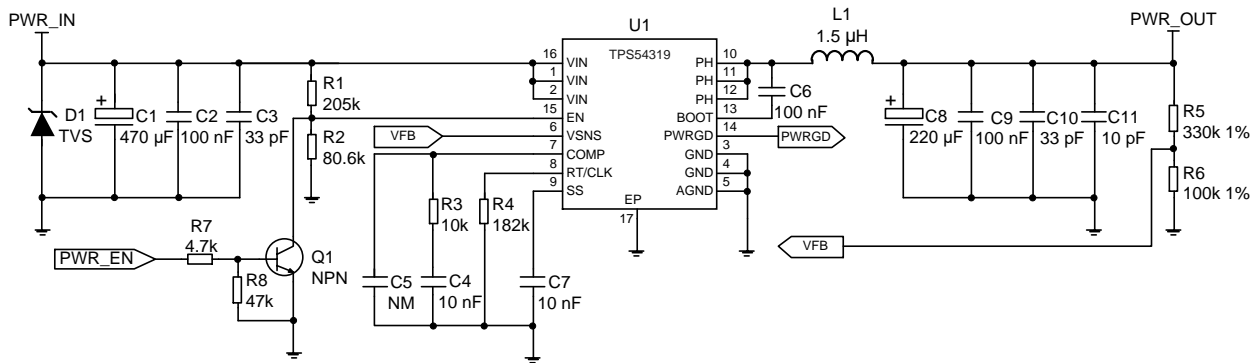 PWR_IN
PWR_OUT
U1
TPS54319
L1
1.5 µH
16
VIN
1
VIN
2
VIN
15
EN
6
VSNS
7
COMP
8
RT/CLK
9
SS
EP
17
10
PH
11
PH
12
PH
13
BOOT
14
PWRGD
3
GND
4
GND
5
AGND
D1
TVS
+
C1
470 µF
C2
100 nF
C3
33 pF
R1
205k
R2
80.6k
VFB
R3
10k
R4
182k
C5
NM
C4
10 nF
C7
10 nF
PWR_EN
R7
4.7k
R8
47k
Q1
NPN
C6
100 nF
PWRGD
+
C8
220 µF
C9
100 nF
C10
33 pF
C11
10 pF
R5
330k 1%
R6
100k 1%
VFB